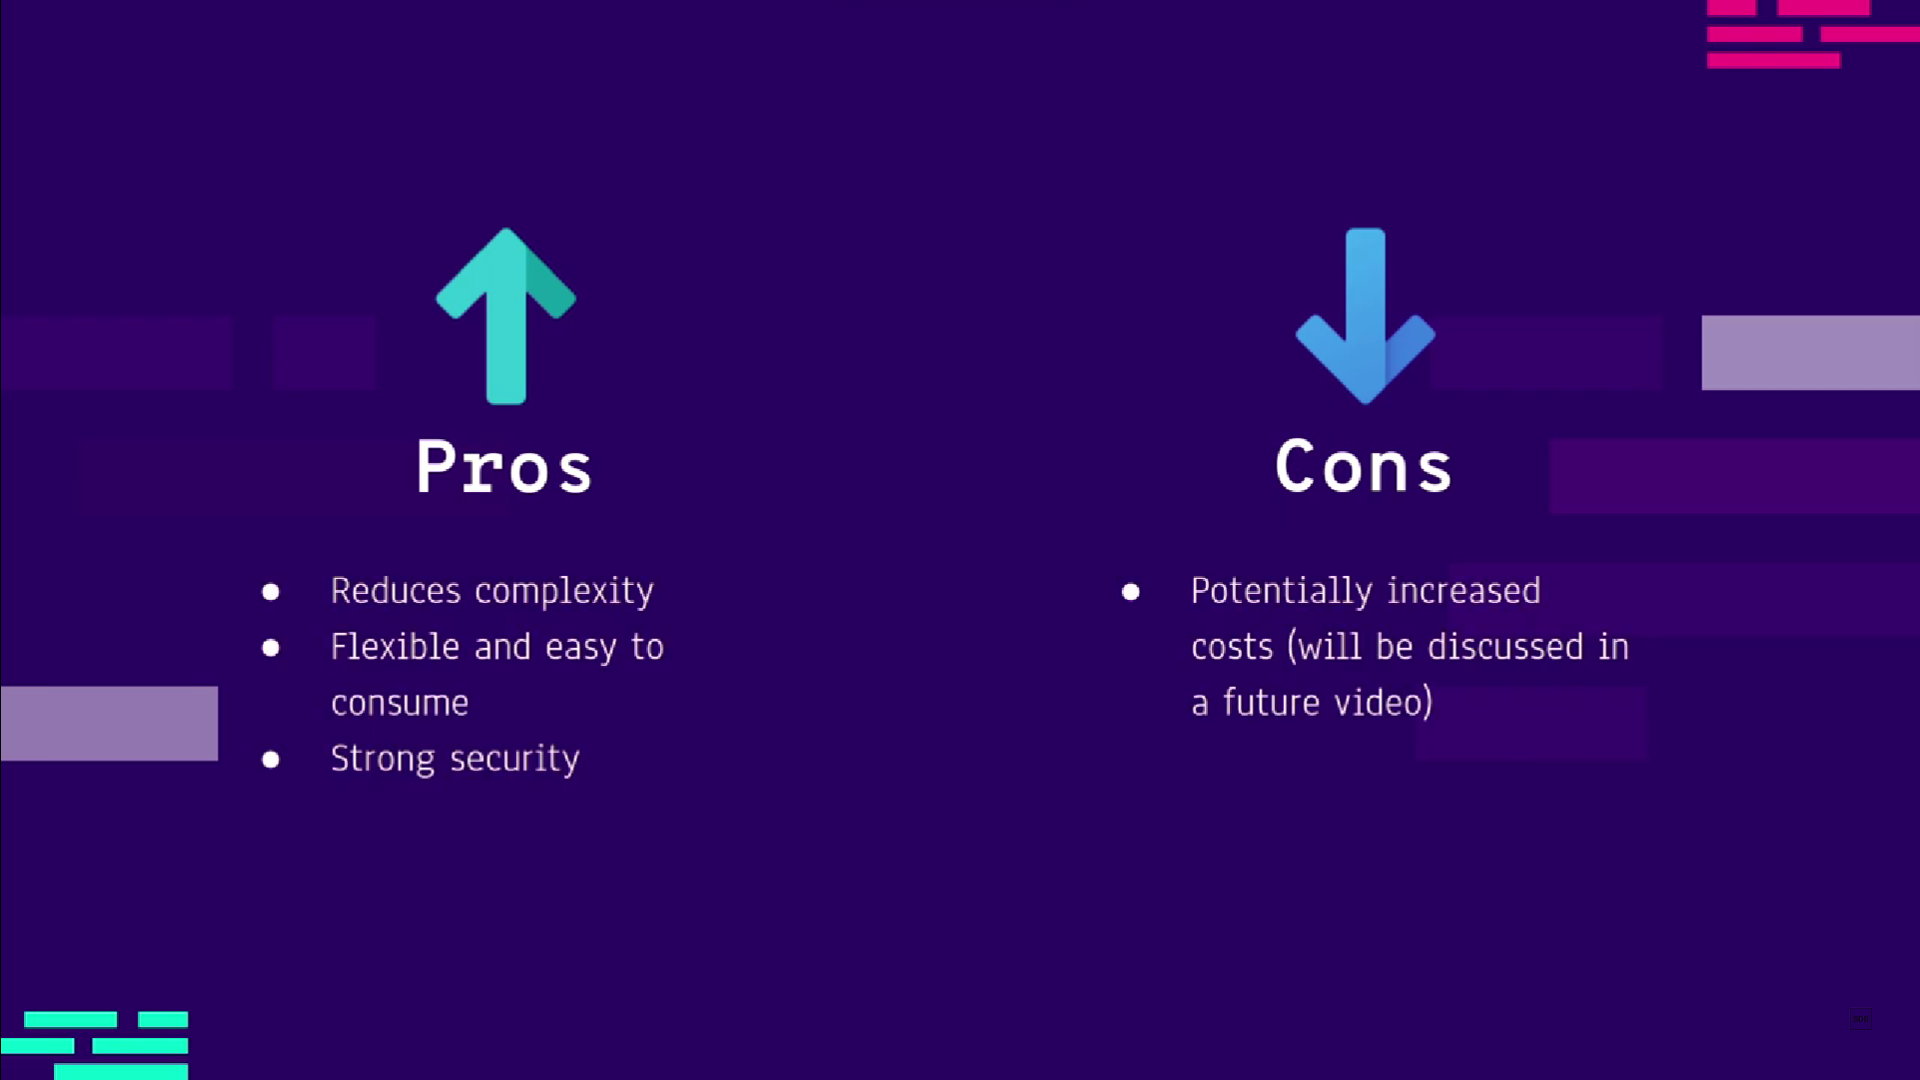 Pros
● Reduces complexity
● Flexible and easy to
consume
● Strong security
Cons
● Potentially increased
costs (will be discussed in
a future video)